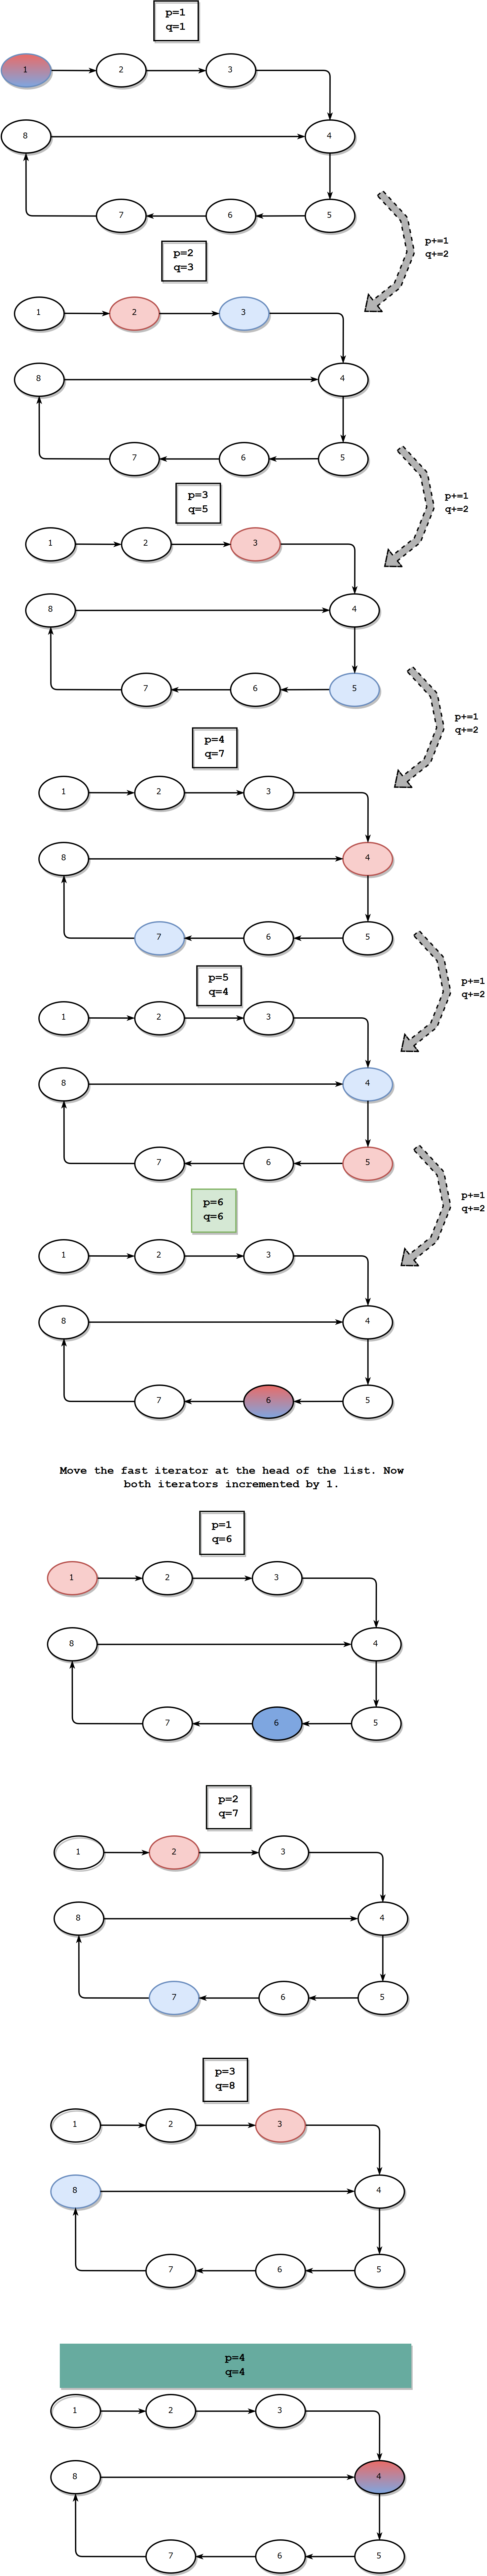 p=1
q=1
1 2 3
8 4
7 6 5
p+=1
q+=2
p=2
q=3
1 2 3
8 4
7 6 5
p+=1
q+=2
p=3
q=5
1 2 3
8 4
7 6 5
p+=1
q+=2
p=4
q=7
1 2 3
8 4
7 6 5
p+=1
q+=2
p=5
q=4
1 2 3
8 4
7 6 5
p+=1
q+=2
p=6
q=6
1 2 3
8 4
7 6 5
Move the fast iterator at the head of the list. Now
both iterators incremented by 1.
p=1
q=6
1 2 3
8 4
7 6 5
p=2
q=7
1 2 3
8 4
7 6 5
p=3
q=8
1 2 3
8 4
7 6 5
p=4
q=4
1 2 3
8 4
7 6 5